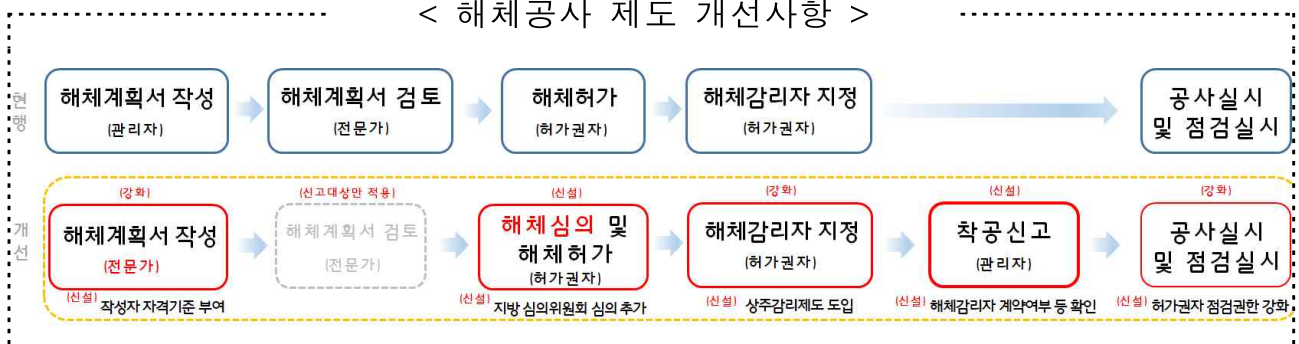 < 해체공사 제도 개선사항 >
현행
해체계획서 작성
(관리자)
해체계획서 검토
(전문가)
해체허가
(허가권자)
해체감리자 지정
(허가권자)
공사실시
및 점검실시
개선
(강화)
해체계획서 작성
(전문가)
(신설) 작성자 자격기준 부여
(신고대상만 적용)
해체계획서 검토
(전문가)
(신설)
해체심의 및
해체허가
(허가권자)
(신설) 지방 심의위원회 심의 추가
(강화)
해체감리자 지정
(허가권자)
(신설) 상주감리제도 도입
(신설)
착공신고
(관리자)
(신설) 해체감리자 계약여부 등 확인
(강화)
공사실시
및 점검실시
(신설) 허가권자 점검권한 강화